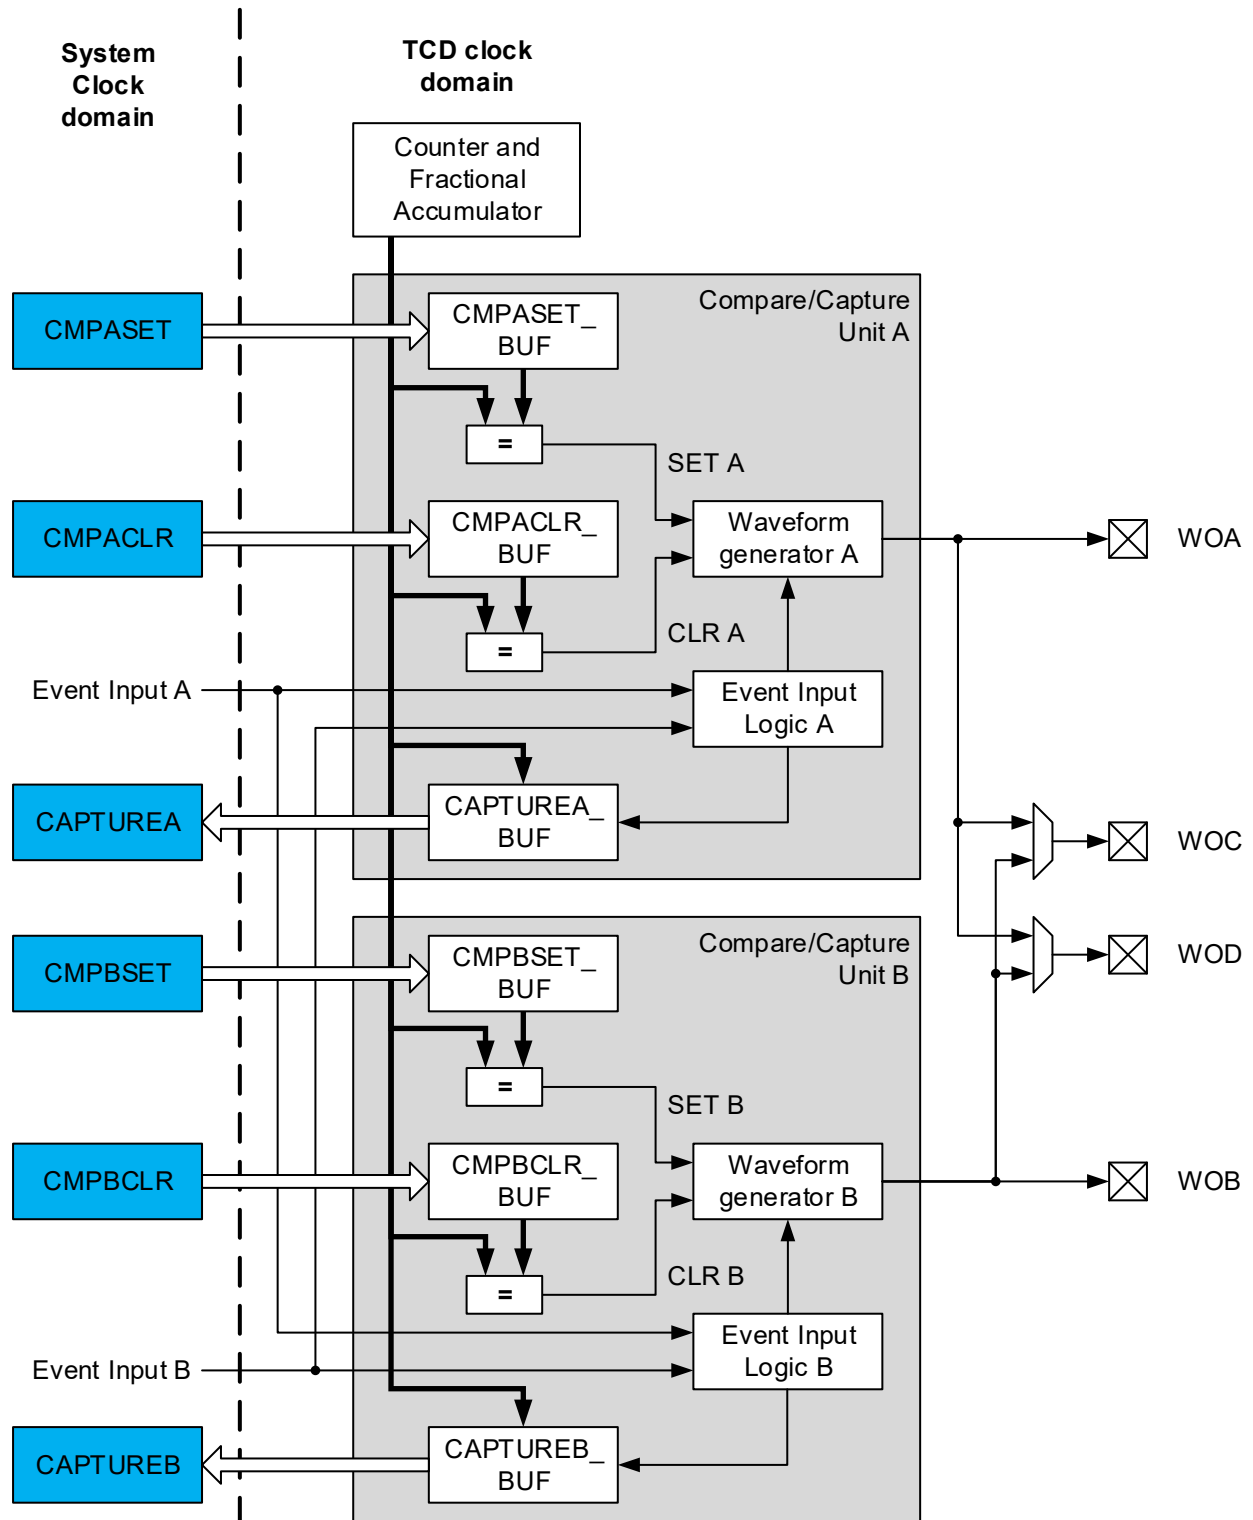 System
Clock
domain
TCD clock
domain
Counter and
Fractional
Accumulator
Compare/Capture
Unit A
CMPASET
CMPASET_
BUF
=
SET A
CMPACLR
CMPACLR_
BUF
Waveform
generator A
WOA
=
CLR A
Event Input A
Event Input
Logic A
CAPTUREA
CAPTUREA_
BUF
WOC
Compare/Capture
Unit B
CMPBSET
CMPBSET_
BUF
WOD
=
SET B
CMPBCLR
CMPBCLR_
BUF
Waveform
generator B
WOB
=
CLR B
Event Input B
Event Input
Logic B
CAPTUREB
CAPTUREB_
BUF